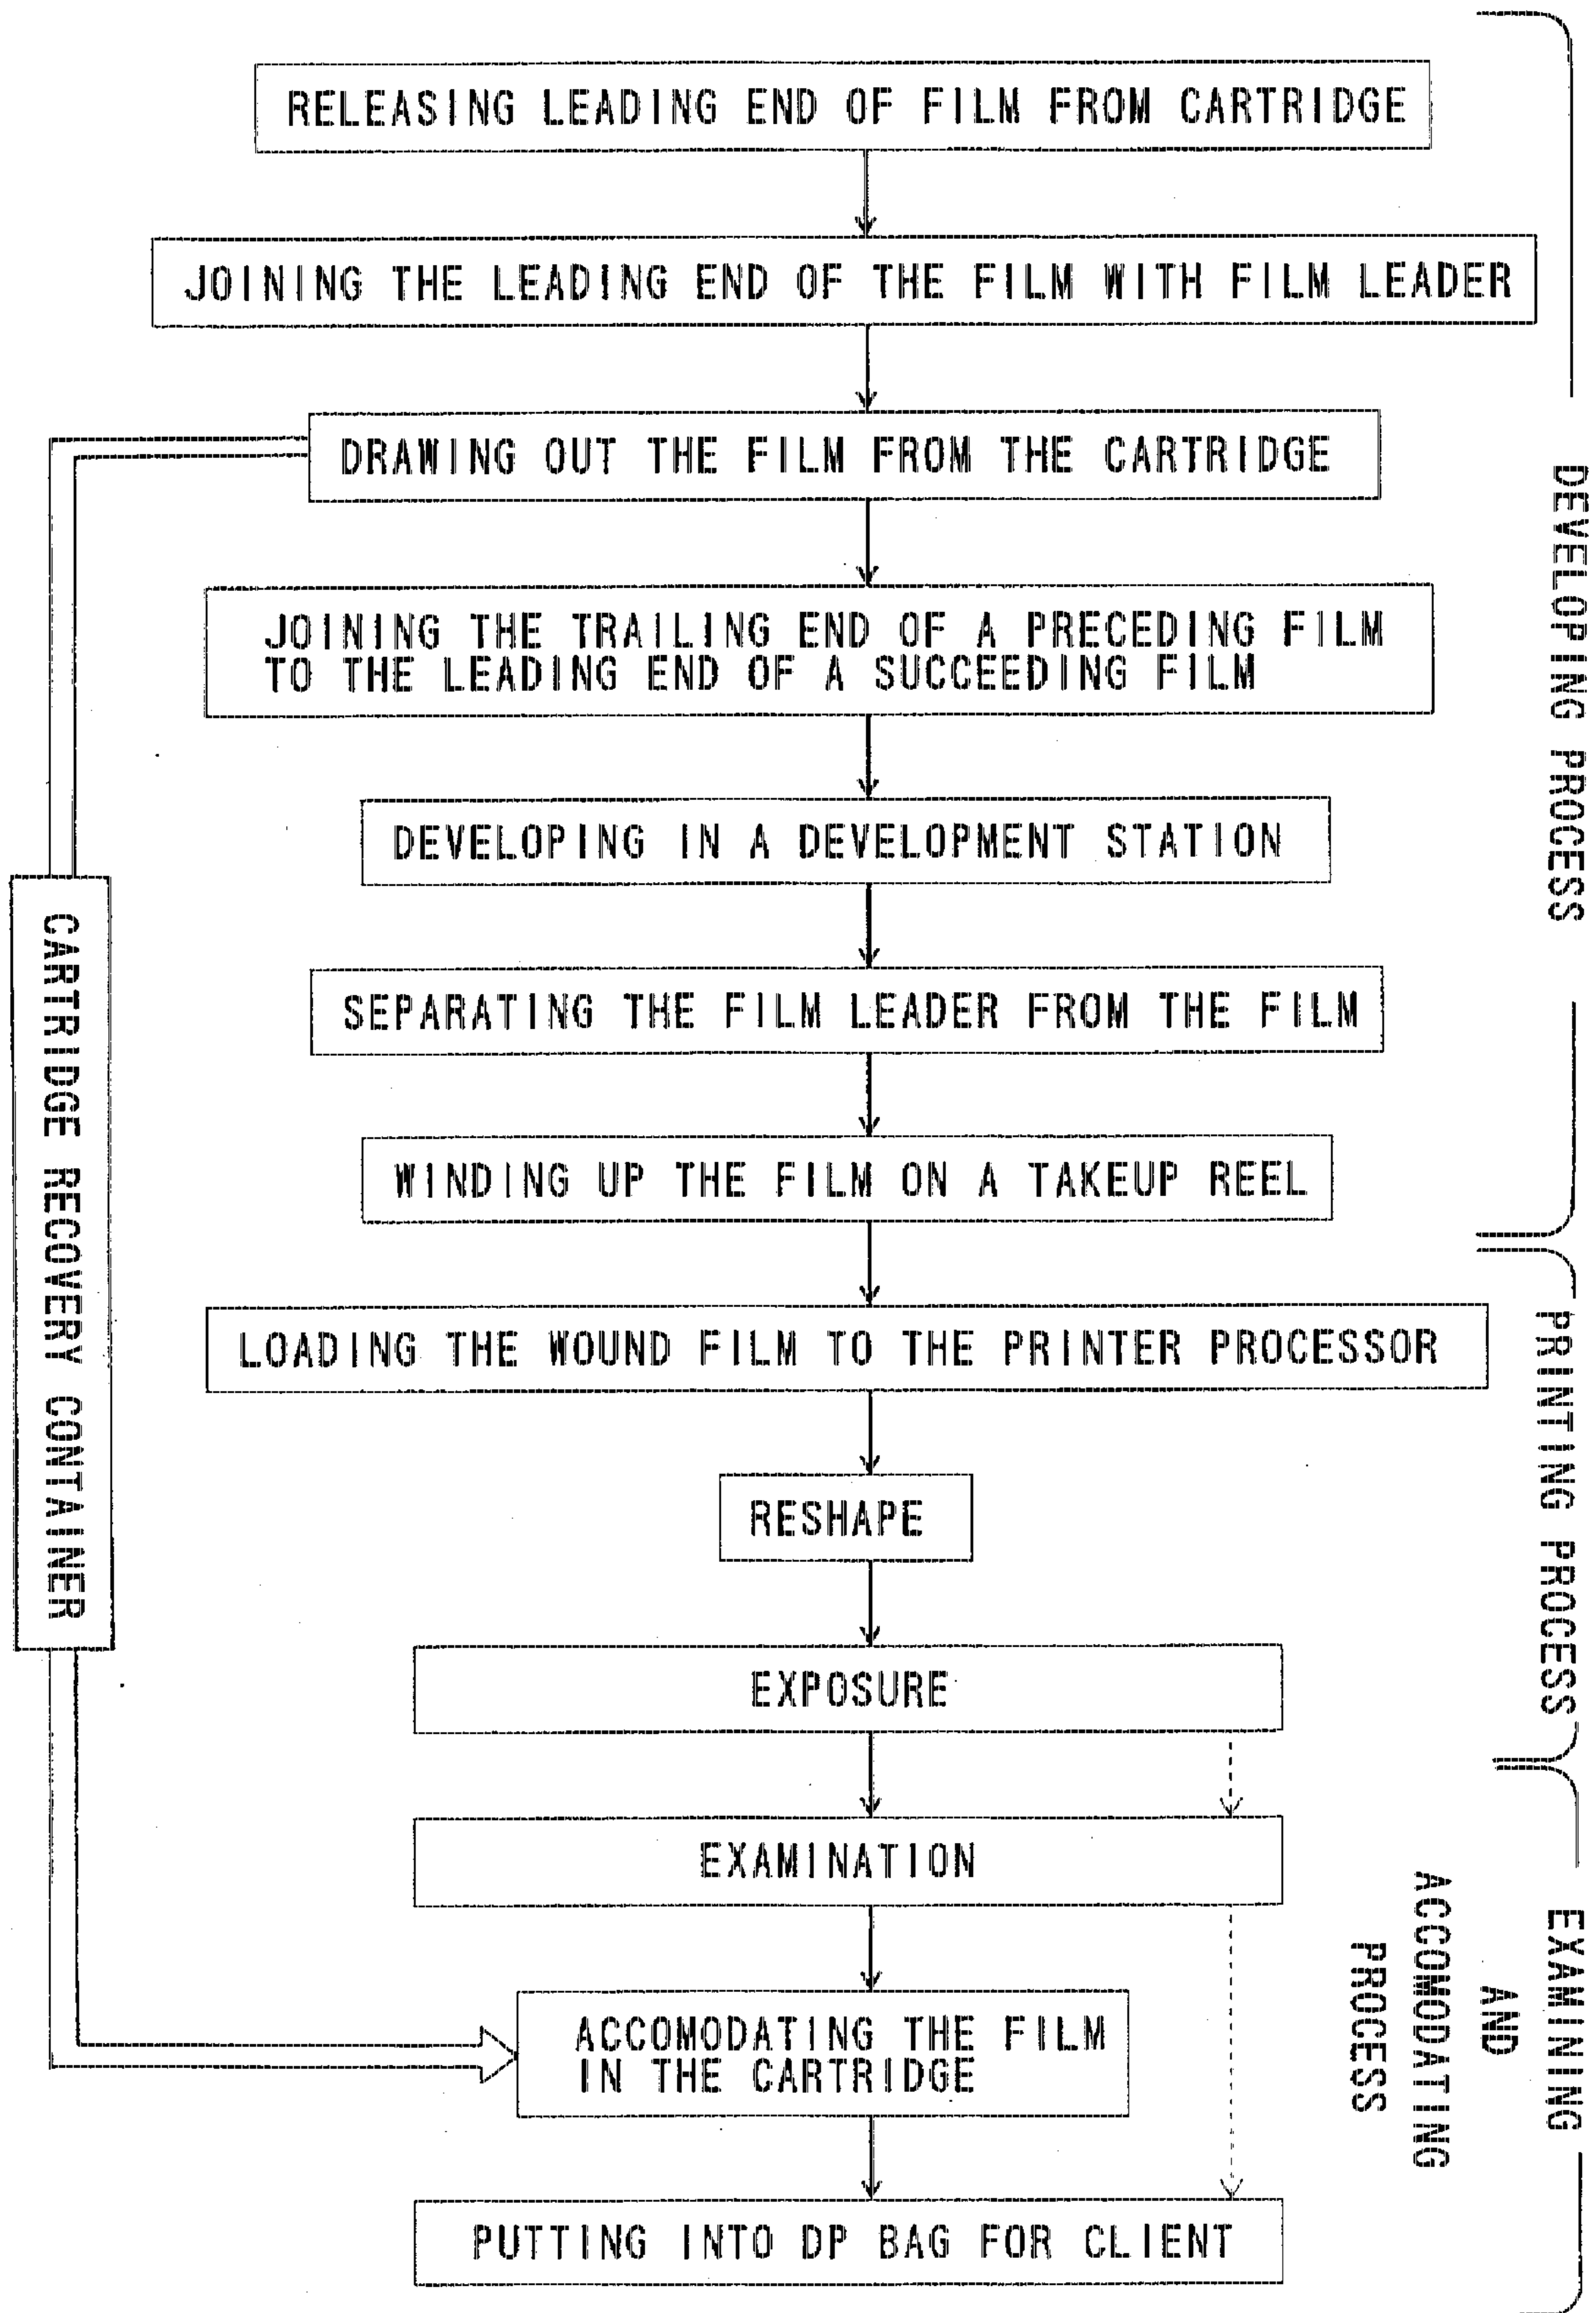 RELEASING LEADING END OF FILM FROM CARTRIDGE
JOINING THE LEADING END OF THE FILM WITH FILM LEADER
DRAWING OUT THE FILM FROM THE CARTRIDGE
JOINING THE TRAILING END OF A PRECEDING FILM
TO THE LEADING END OF A SUCCEEDING FILM
DEVELOPING IN A DEVELOPMENT STATION
SEPARATING THE FILM LEADER FROM THE FILM
WINDING UP THE FILM ON A TAKEUP REEL
DEVELOPING PROCESS
CARTRIDGE RECOVERY CONTAINER
LOADING THE WOUND FILM TO THE PRINTER PROCESSOR
RESHAPE
EXPOSURE
PRINTING PROCESS
EXAMINATION
ACCOMODATING THE FILM
IN THE CARTRIDGE
PUTTING INTO DP BAG FOR CLIENT
EXAMINING
AND
ACCOMODATING
PROCESS